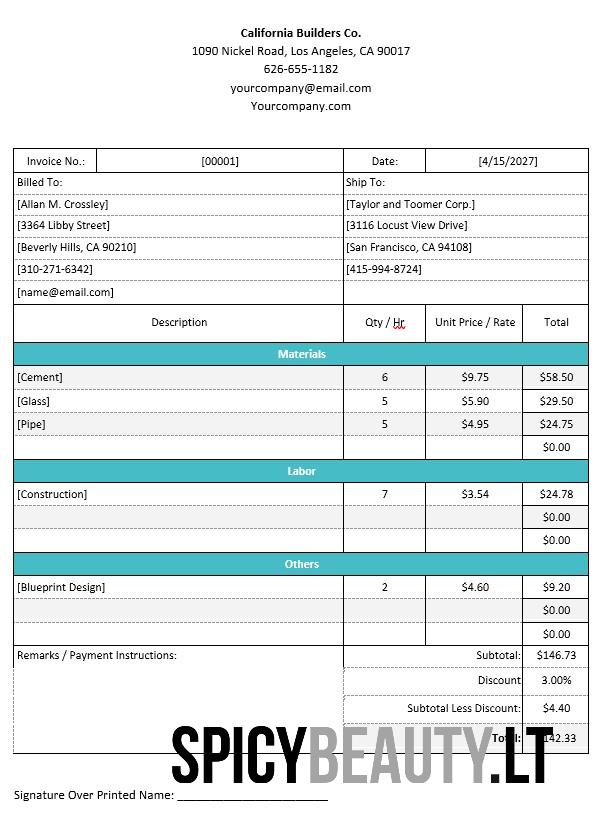 California Builders Co.
1090 Nickel Road, Los Angeles, CA 90017
626-655-1182
yourcompany@email.com
Yourcompany.com
Invoice No.: [00001] Date: [4/15/2027]
Billed To: Ship To:
[Allan M. Crossley] [Taylor and Toomer Corp.]
[3364 Libby Street] [3116 Locust View Drive]
[Beverly Hills, CA 90210] [San Francisco, CA 94108]
[310-271-6342] [415-994-8724]
[name@email.com]
Description Qty / Hr Unit Price / Rate Total
Materials
[Cement] 6 $9.75 $58.50
[Glass] 5 $5.90 $29.50
[Pipe] 5 $4.95 $24.75
$0.00
Labor
[Construction] 7 $3.54 $24.78
$0.00
$0.00
Others
[Blueprint Design] 2 $4.60 $9.20
$0.00
$0.00
Remarks / Payment Instructions: Subtotal: $146.73
Discount 3.00%
Subtotal Less Discount: $4.40
Total: 142.33
SPICYBEAUTY.LT
Signature Over Printed Name: ________________________